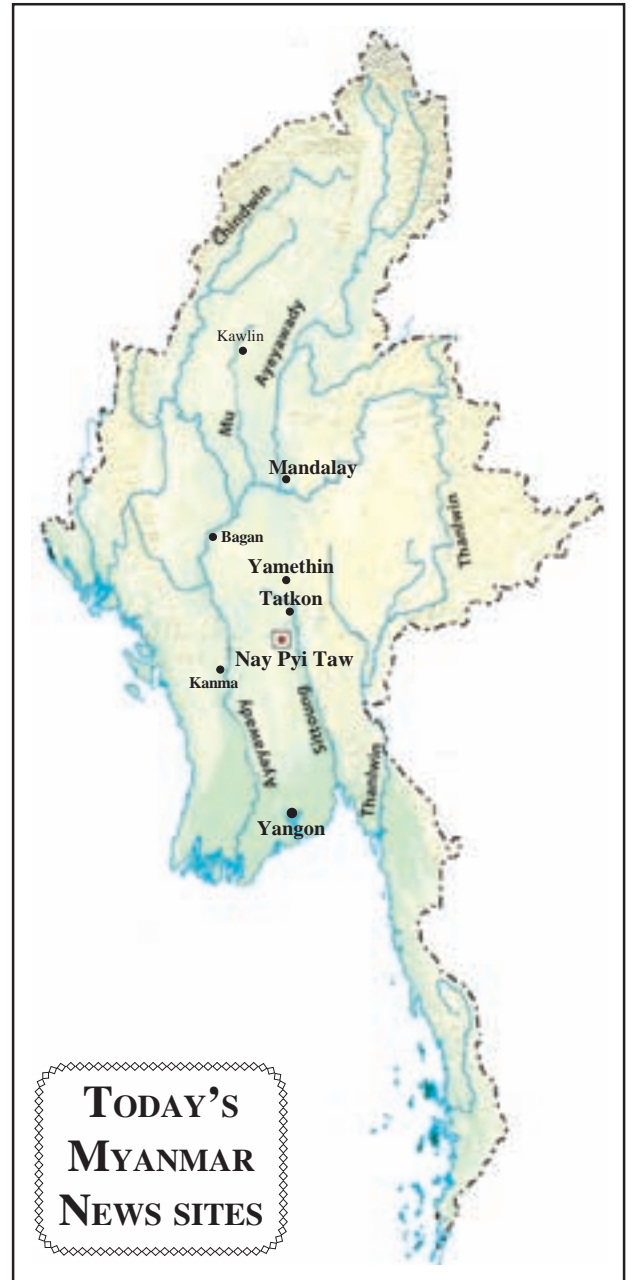 Chindwin
Kawlin
Ayeyawady
Mu
Mandalay
Thanlwin
Bagan
Yamethin
Tatkon
Nay Pyi Taw
Kanma
Ayeyawady
Sittoung
Thanlwin
Yangon
TODAY'S
MYANMAR
NEWS SITES